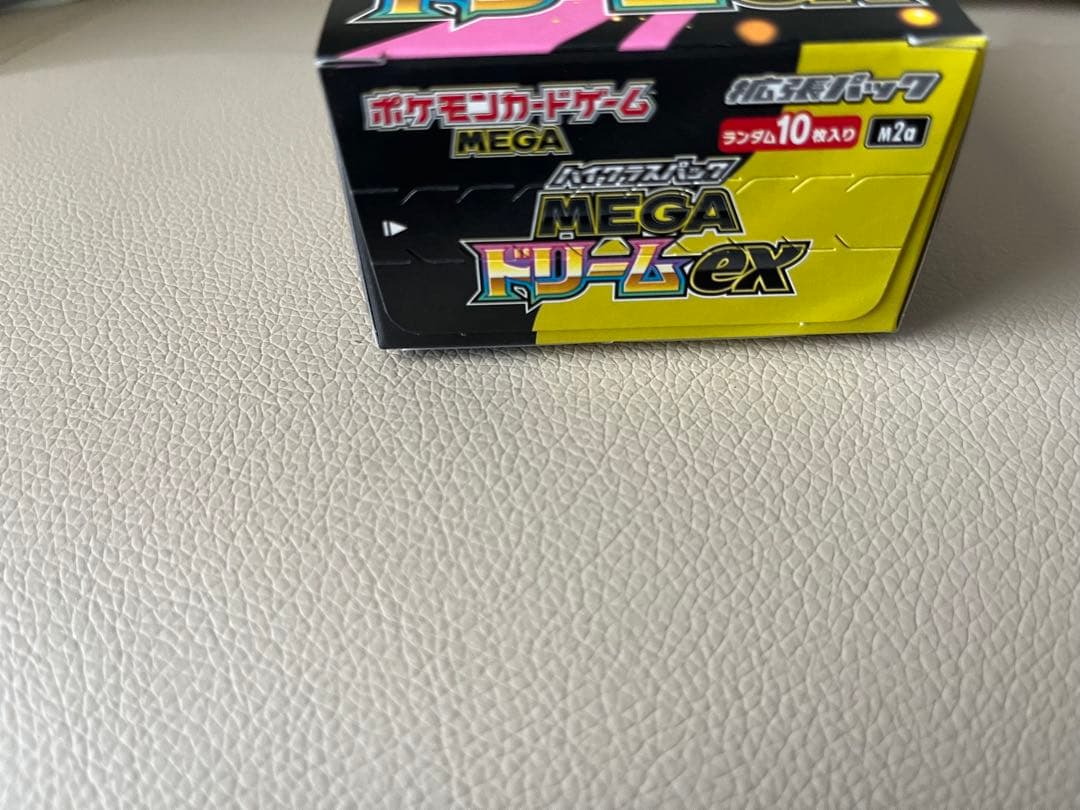 ポケモンカードゲーム
MEGA
拡張パック
ランダム10枚入り
M2a
ハイクラスパック
MEGA
ドリームex